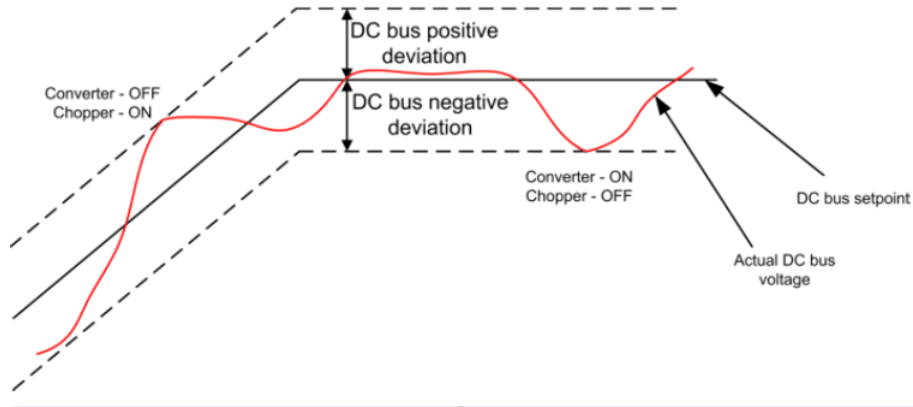 DC bus positive
deviation
Converter - OFF
Chopper - ON
DC bus negative
deviation
Converter - ON
Chopper - OFF
DC bus setpoint
Actual DC bus
voltage